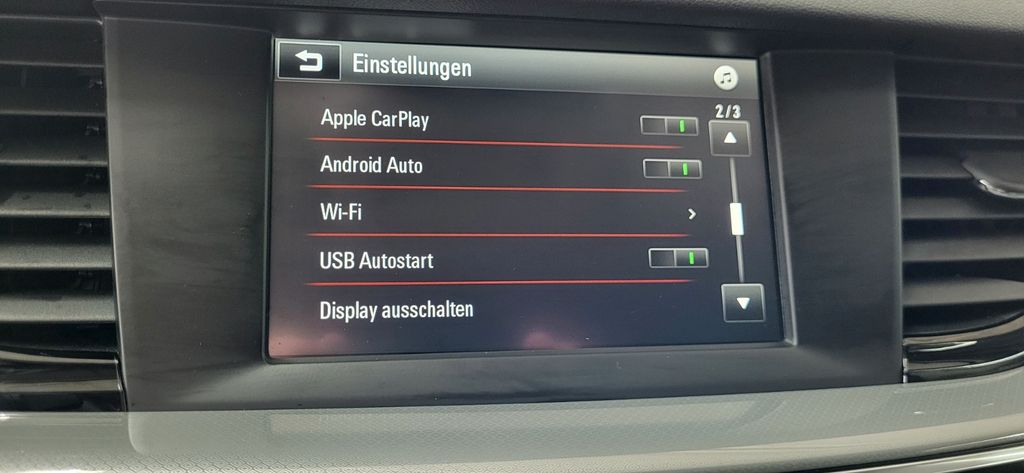 Einstellungen
2/3
Apple CarPlay
Android Auto
Wi-Fi
USB Autostart
Display ausschalten